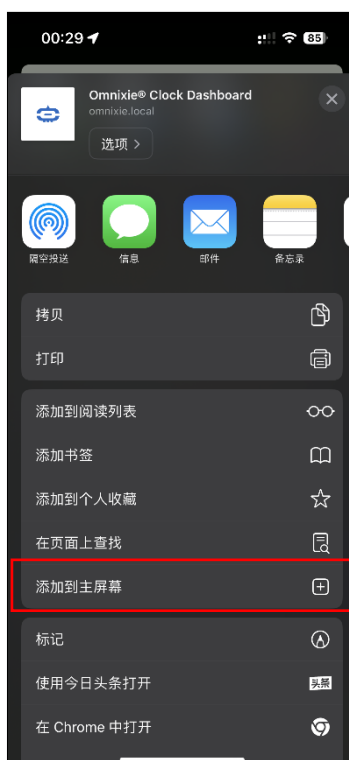 00:29
85
Omnixie® Clock Dashboard
omnixie.local
选项
隔空投送
信息
邮件
备忘录
拷贝
打印
添加到阅读列表
添加书签
添加到个人收藏
在页面上查找
添加到主屏幕
标记
使用今日头条打开
头条
在 Chrome 中打开